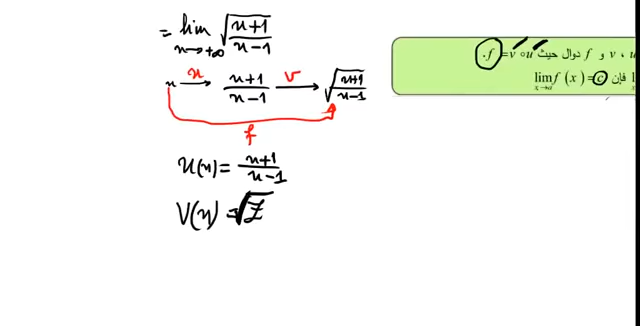 = lim √(x+1/x-1)
x→+∞
x →u x+1/x-1 →v √(x+1/x-1)
f
u(x) = x+1/x-1
V(x) = √Z
v ، u و f دوال حيث f = v∘u.
فإن lim f(x) = c
x→a